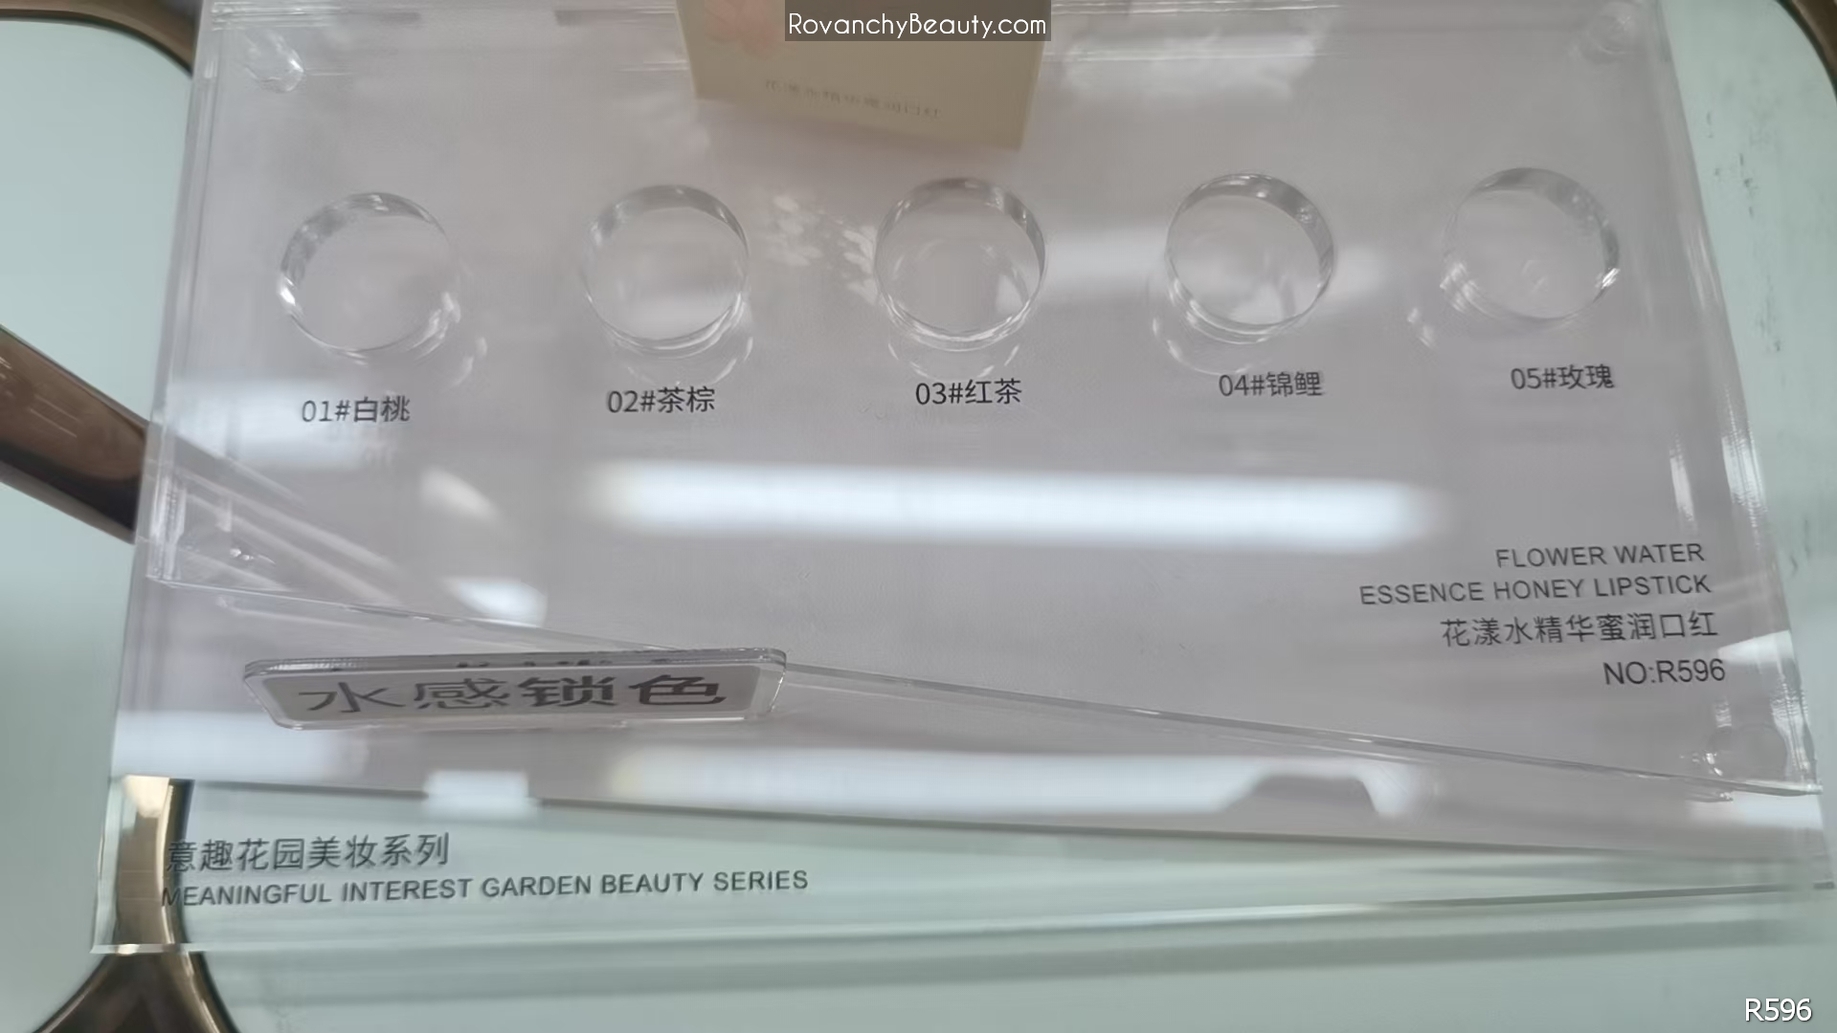 RovanchyBeauty.com
01#白桃
02#茶棕
03#红茶
04#锦鲤
05#玫瑰
FLOWER WATER
ESSENCE HONEY LIPSTICK
花漾水精华蜜润口红
NO:R596
水感锁色
意趣花园美妆系列
MEANINGFUL INTEREST GARDEN BEAUTY SERIES
R596